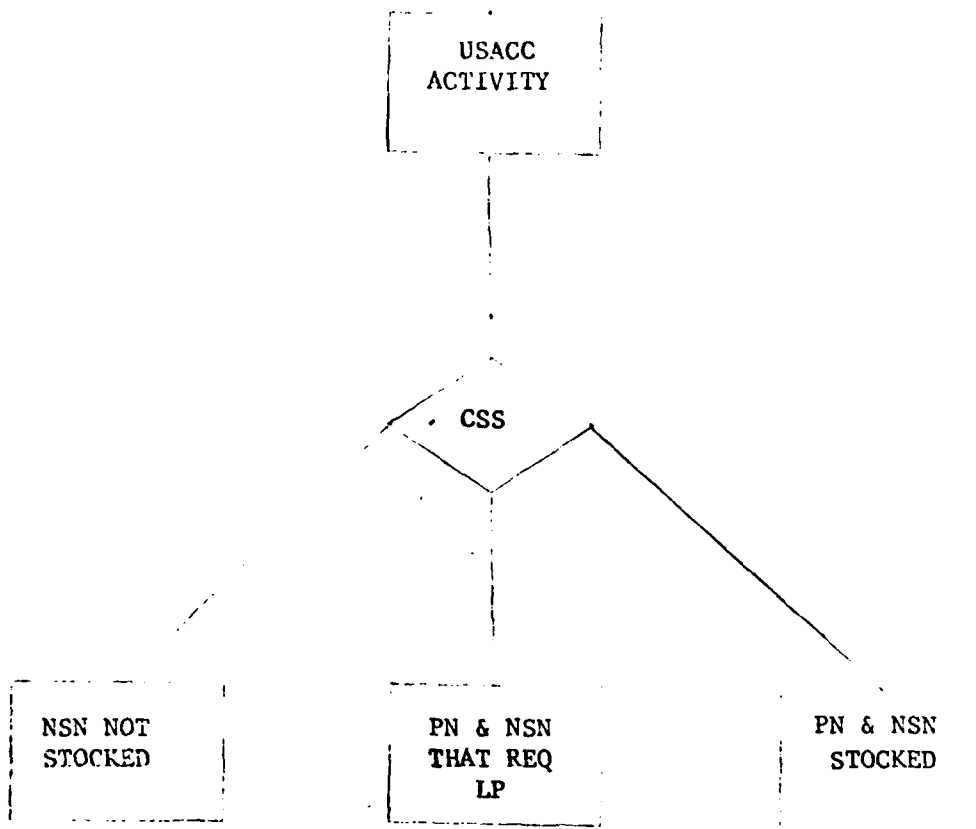 USACC
ACTIVITY
CSS
NSN NOT
STOCKED
PN & NSN
THAT REQ
LP
PN & NSN
STOCKED